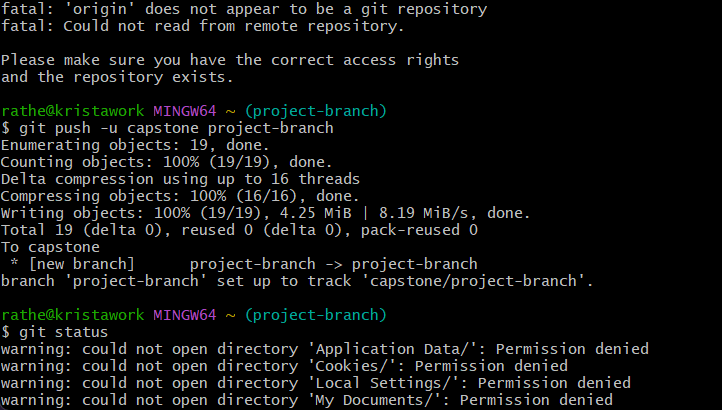 fatal: 'origin' does not appear to be a git repository
fatal: Could not read from remote repository.
Please make sure you have the correct access rights
and the repository exists.
rathe@kristawork MINGW64 ~ (project-branch)
$ git push -u capstone project-branch
Enumerating objects: 19, done.
Counting objects: 100% (19/19), done.
Delta compression using up to 16 threads
Compressing objects: 100% (16/16), done.
Writing objects: 100% (19/19), 4.25 MiB | 8.19 MiB/s, done.
Total 19 (delta 0), reused 0 (delta 0), pack-reused 0
To capstone
 * [new branch]      project-branch -> project-branch
branch 'project-branch' set up to track 'capstone/project-branch'.
rathe@kristawork MINGW64 ~ (project-branch)
$ git status
warning: could not open directory 'Application Data/': Permission denied
warning: could not open directory 'Cookies/': Permission denied
warning: could not open directory 'Local Settings/': Permission denied
warning: could not open directory 'My Documents/': Permission denied